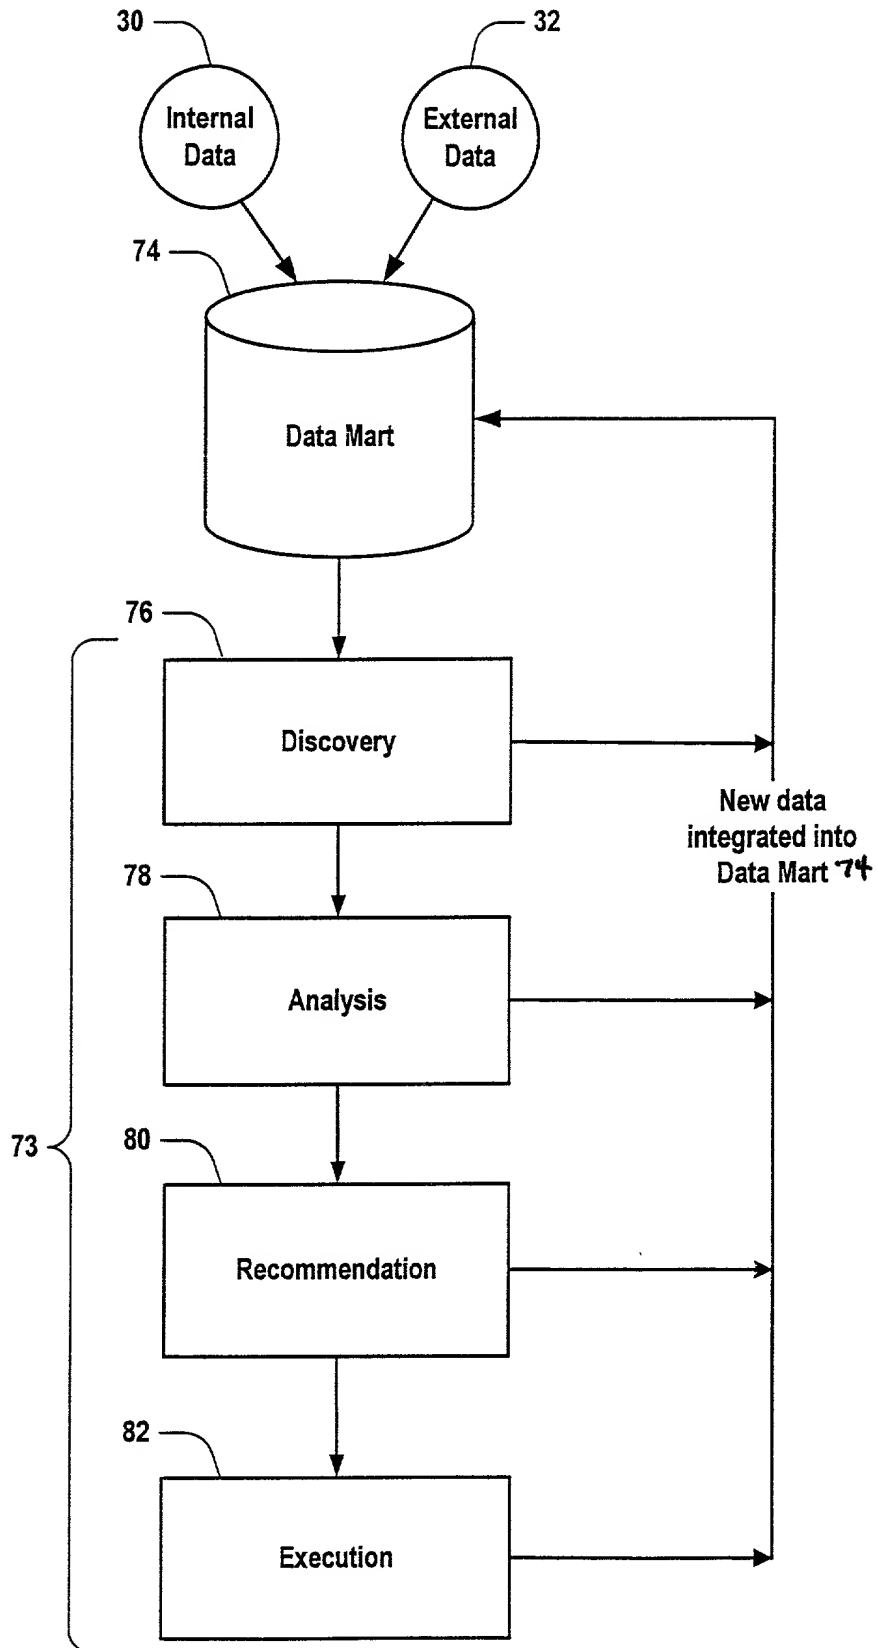 30
32
Internal
Data
External
Data
74
Data Mart
76
Discovery
New data
integrated into
Data Mart 74
78
Analysis
73
80
Recommendation
82
Execution